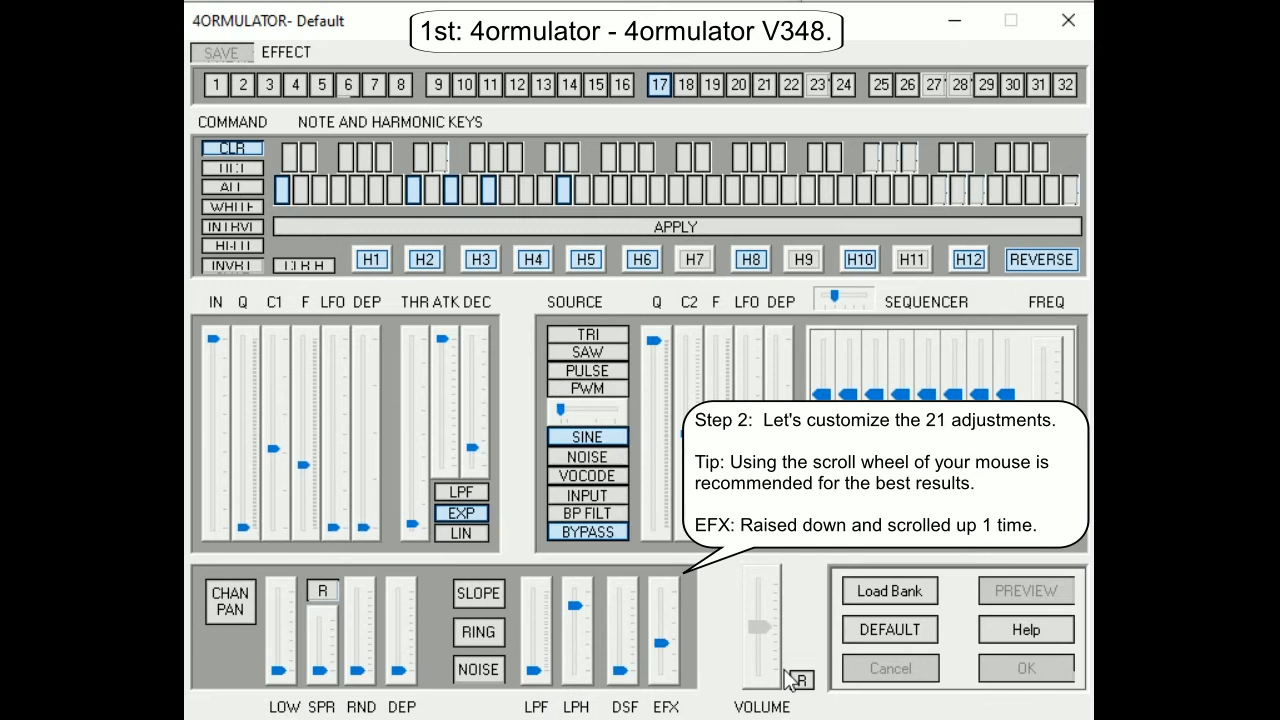 4ORMULATOR- Default
1st: 4ormulator - 4ormulator V348.
SAVE EFFECT
1 2 3 4 5 6 7 8 9 10 11 12 13 14 15 16 17 18 19 20 21 22 23 24 25 26 27 28 29 30 31 32
COMMAND NOTE AND HARMONIC KEYS
CLR
ALL
WHITE
INTRVL
APPLY
INVRT H1 H2 H3 H4 H5 H6 H7 H8 H9 H10 H11 H12 REVERSE
IN Q C1 F LFO DEP THR ATK DEC SOURCE Q C2 F LFO DEP SEQUENCER FREQ
TRI
SAW
PULSE
PWM
SINE
NOISE
VOCODE
INPUT
BP FILT
BYPASS
LPF
EXP
LIN
Step 2: Let's customize the 21 adjustments.
Tip: Using the scroll wheel of your mouse is
recommended for the best results.
EFX: Raised down and scrolled up 1 time.
CHAN
PAN
R
SLOPE
RING
NOISE
R
Load Bank PREVIEW
DEFAULT Help
Cancel OK
LOW SPR RND DEP LPF LPH DSF EFX VOLUME